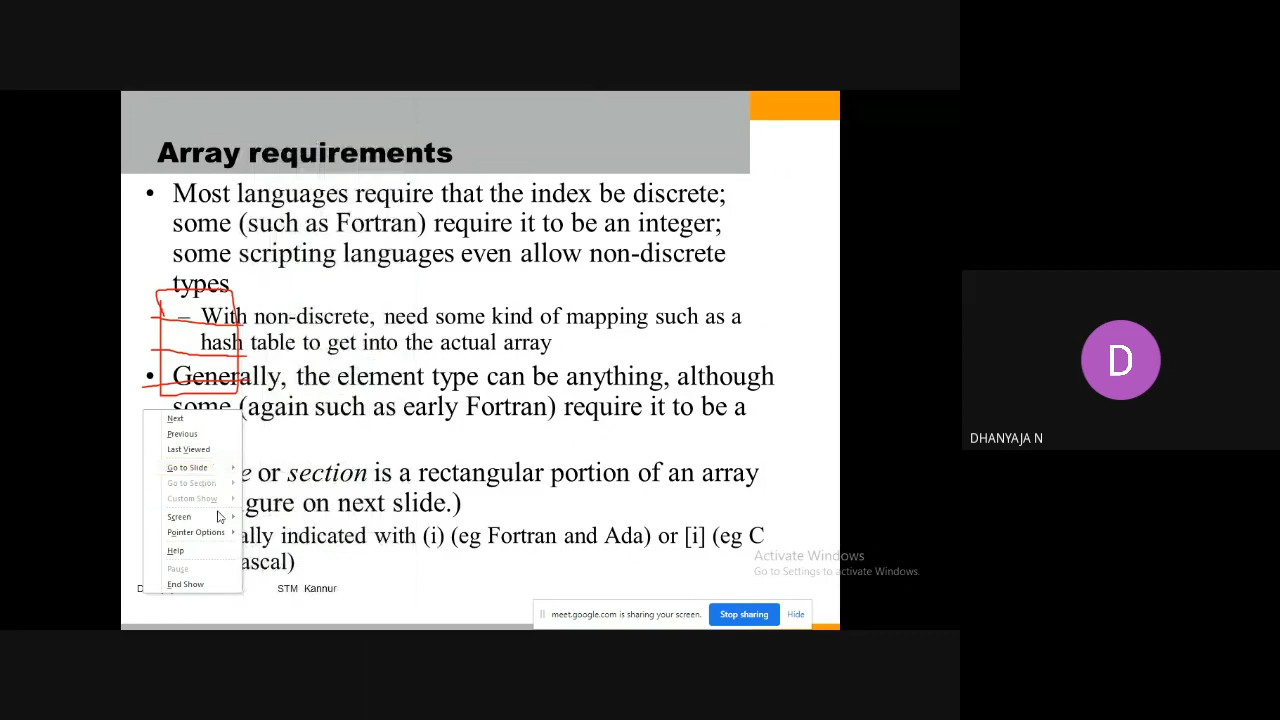 Array requirements
• Most languages require that the index be discrete;
some (such as Fortran) require it to be an integer;
some scripting languages even allow non-discrete
types
– With non-discrete, need some kind of mapping such as a
hash table to get into the actual array
• Generally, the element type can be anything, although
some (again such as early Fortran) require it to be a
or section is a rectangular portion of an array
on next slide.)
indicated with (i) (eg Fortran and Ada) or [i] (eg C
STM Kannur
Next
Previous
Last Viewed
Go to Slide
Go to Section
Custom Show
Screen
Pointer Options
Help
Pause
End Show
Activate Windows
Go to Settings to activate Windows.
meet.google.com is sharing your screen.
Stop sharing
Hide
D
DHANYAJA N